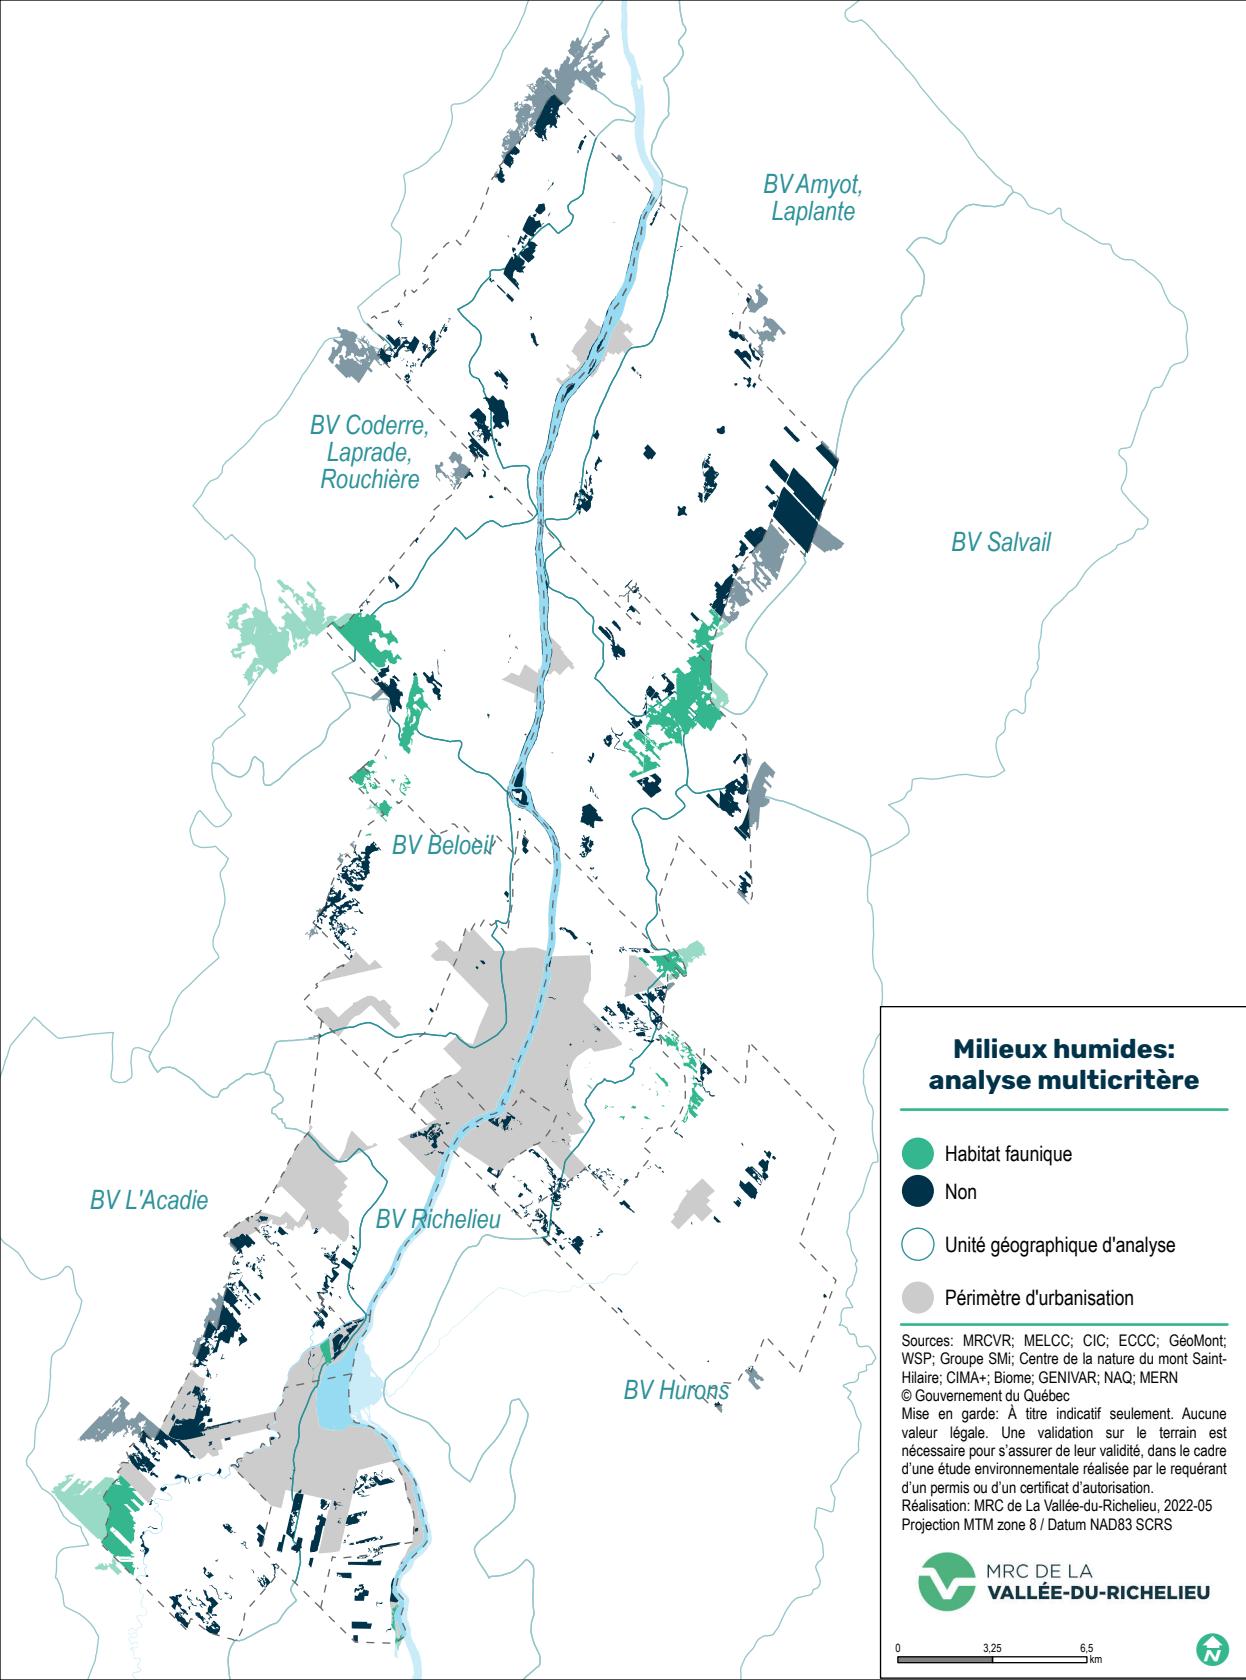 BV Amyot,
Laplante
BV Coderre,
Laprade,
Rouchière
BV Salvail
BV Beloeil
BV L'Acadie
BV Richelieu
BV Hurons
Milieux humides:
analyse multicritère
Habitat faunique
Non
Unité géographique d'analyse
Périmètre d'urbanisation
Sources: MRCVR; MELCC; CIC; ECCC; GéoMont;
WSP; Groupe SMi; Centre de la nature du mont Saint-
Hilaire; CIMA+; Biome; GENIVAR; NAQ; MERN
© Gouvernement du Québec
Mise en garde: À titre indicatif seulement. Aucune
valeur légale. Une validation sur le terrain est
nécessaire pour s’assurer de leur validité, dans le cadre
d’une étude environnementale réalisée par le requérant
d’un permis ou d’un certificat d’autorisation.
Réalisation: MRC de La Vallée-du-Richelieu, 2022-05
Projection MTM zone 8 / Datum NAD83 SCRS
MRC DE LA
VALLÉE-DU-RICHELIEU
0 3,25 6,5
km
N